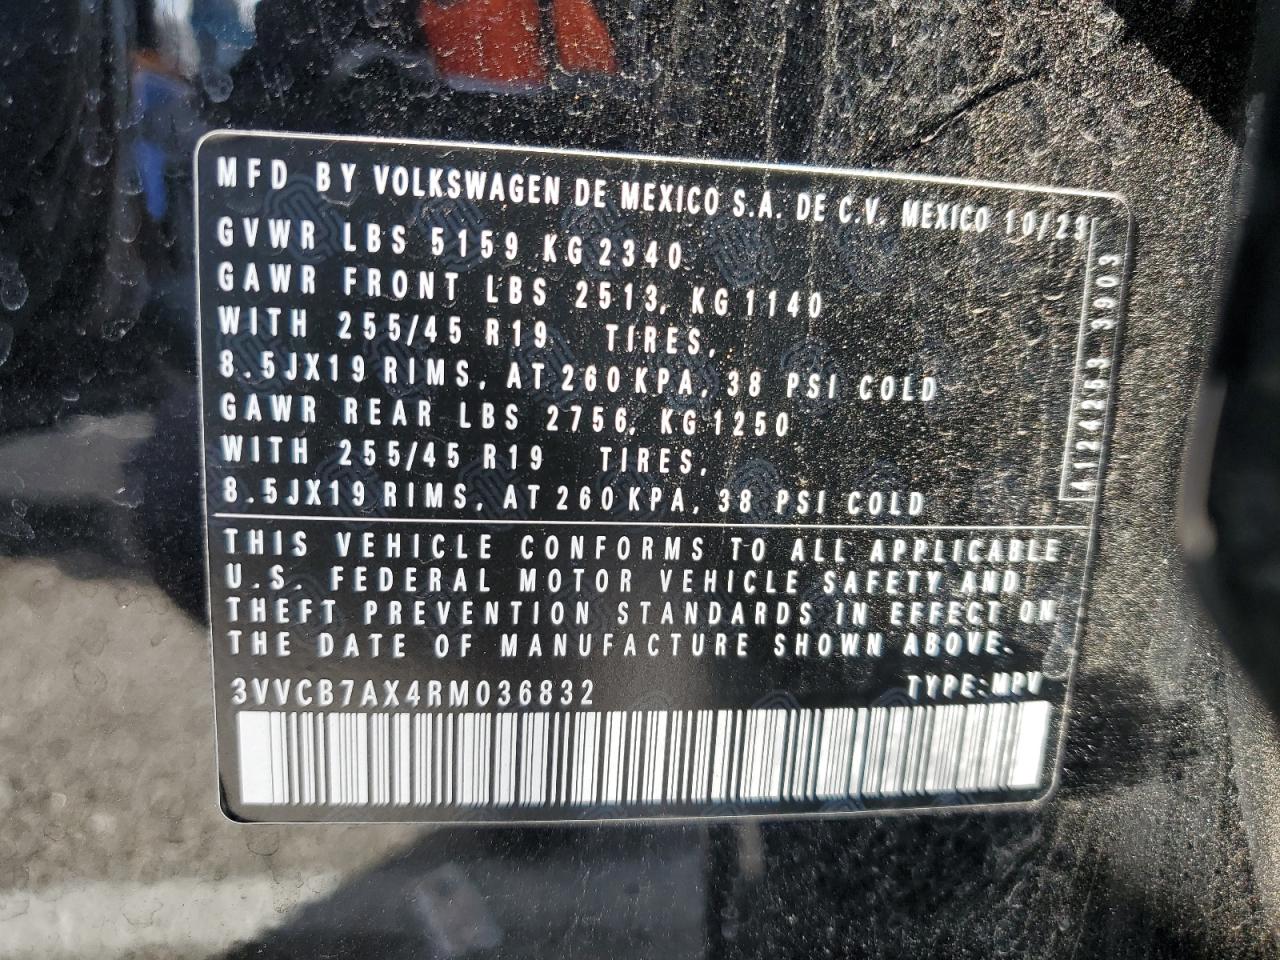 MFD BY VOLKSWAGEN DE MEXICO S.A. DE C.V. MEXICO 10/23
GVWR LBS 5159 KG 2340
GAWR FRONT LBS 2513, KG 1140
WITH 255/45 R19 TIRES,
8.5JX19 RIMS, AT 260 KPA, 38 PSI COLD
GAWR REAR LBS 2756, KG 1250
WITH 255/45 R19 TIRES,
8.5JX19 RIMS, AT 260 KPA, 38 PSI COLD
THIS VEHICLE CONFORMS TO ALL APPLICABLE
U.S. FEDERAL MOTOR VEHICLE SAFETY AND
THEFT PREVENTION STANDARDS IN EFFECT ON
THE DATE OF MANUFACTURE SHOWN ABOVE.
3VVCB7AX4RM036832 TYPE:MPV
4124253 3903